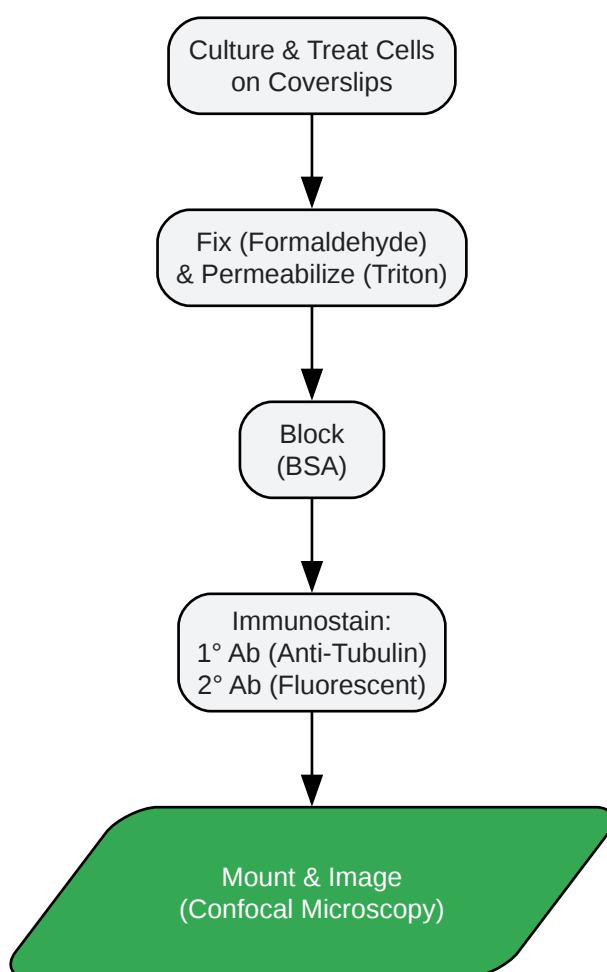 Culture & Treat Cells
on Coverslips
Fix (Formaldehyde)
& Permeabilize (Triton)
Block
(BSA)
Immunostain:
1° Ab (Anti-Tubulin)
2° Ab (Fluorescent)
Mount & Image
(Confocal Microscopy)